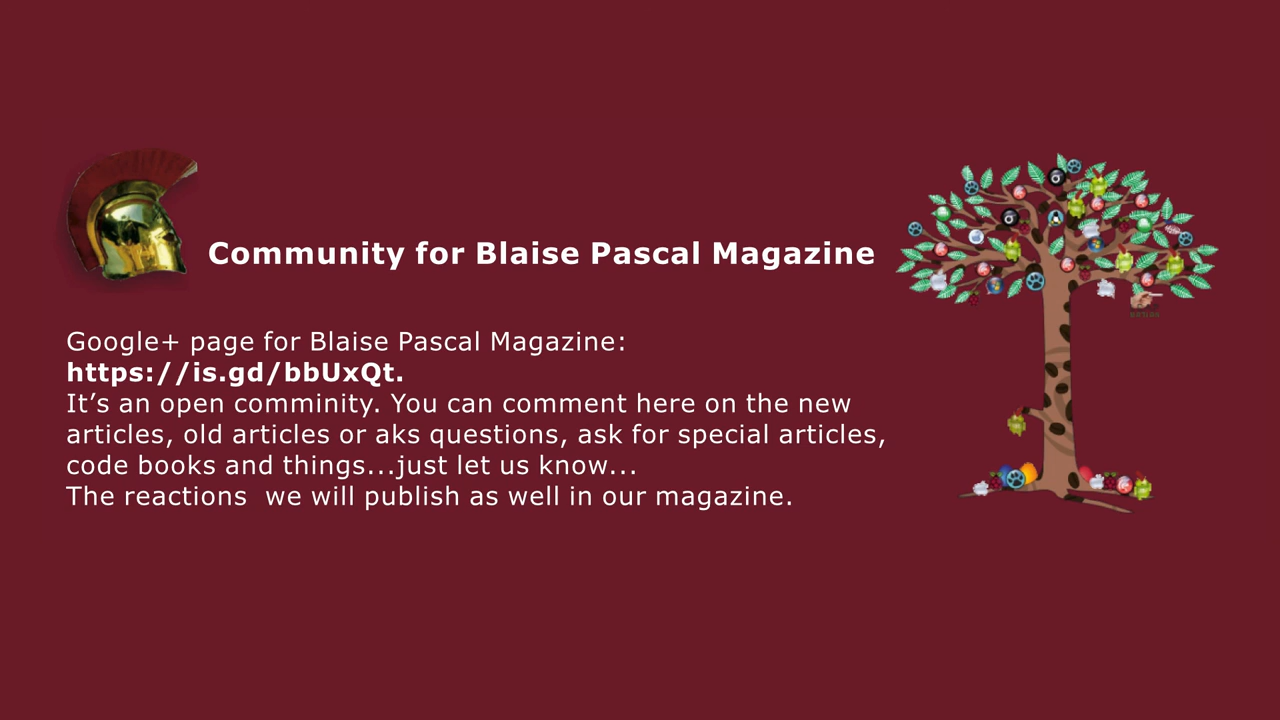 Community for Blaise Pascal Magazine
Google+ page for Blaise Pascal Magazine:
https://is.gd/bbUxQt.
It’s an open comminity. You can comment here on the new
articles, old articles or aks questions, ask for special articles,
code books and things...just let us know...
The reactions  we will publish as well in our magazine.